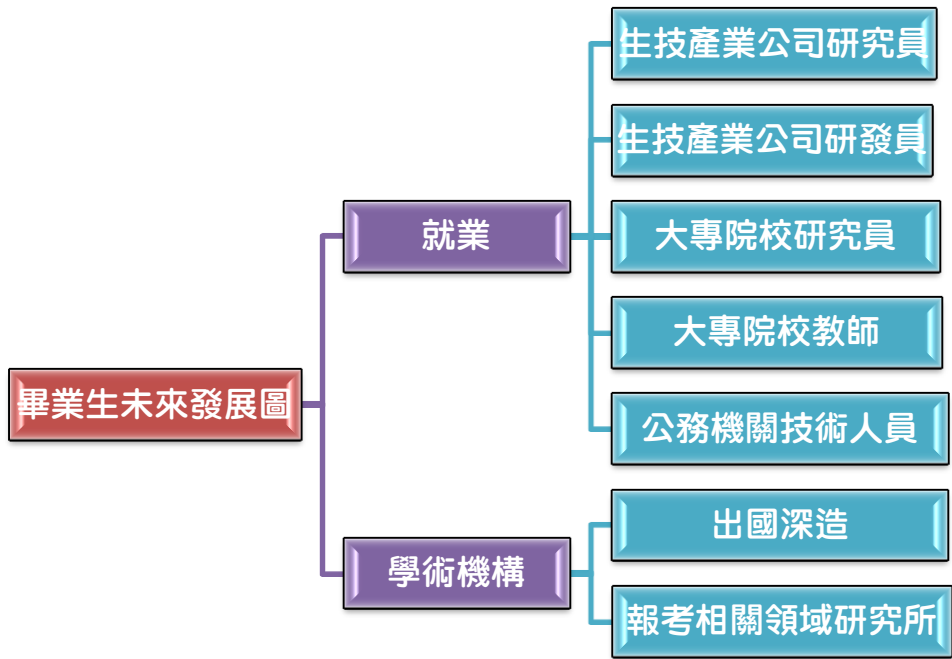 畢業生未來發展圖
就業
生技產業公司研究員
生技產業公司研發員
大專院校研究員
大專院校教師
公務機關技術人員
學術機構
出國深造
報考相關領域研究所